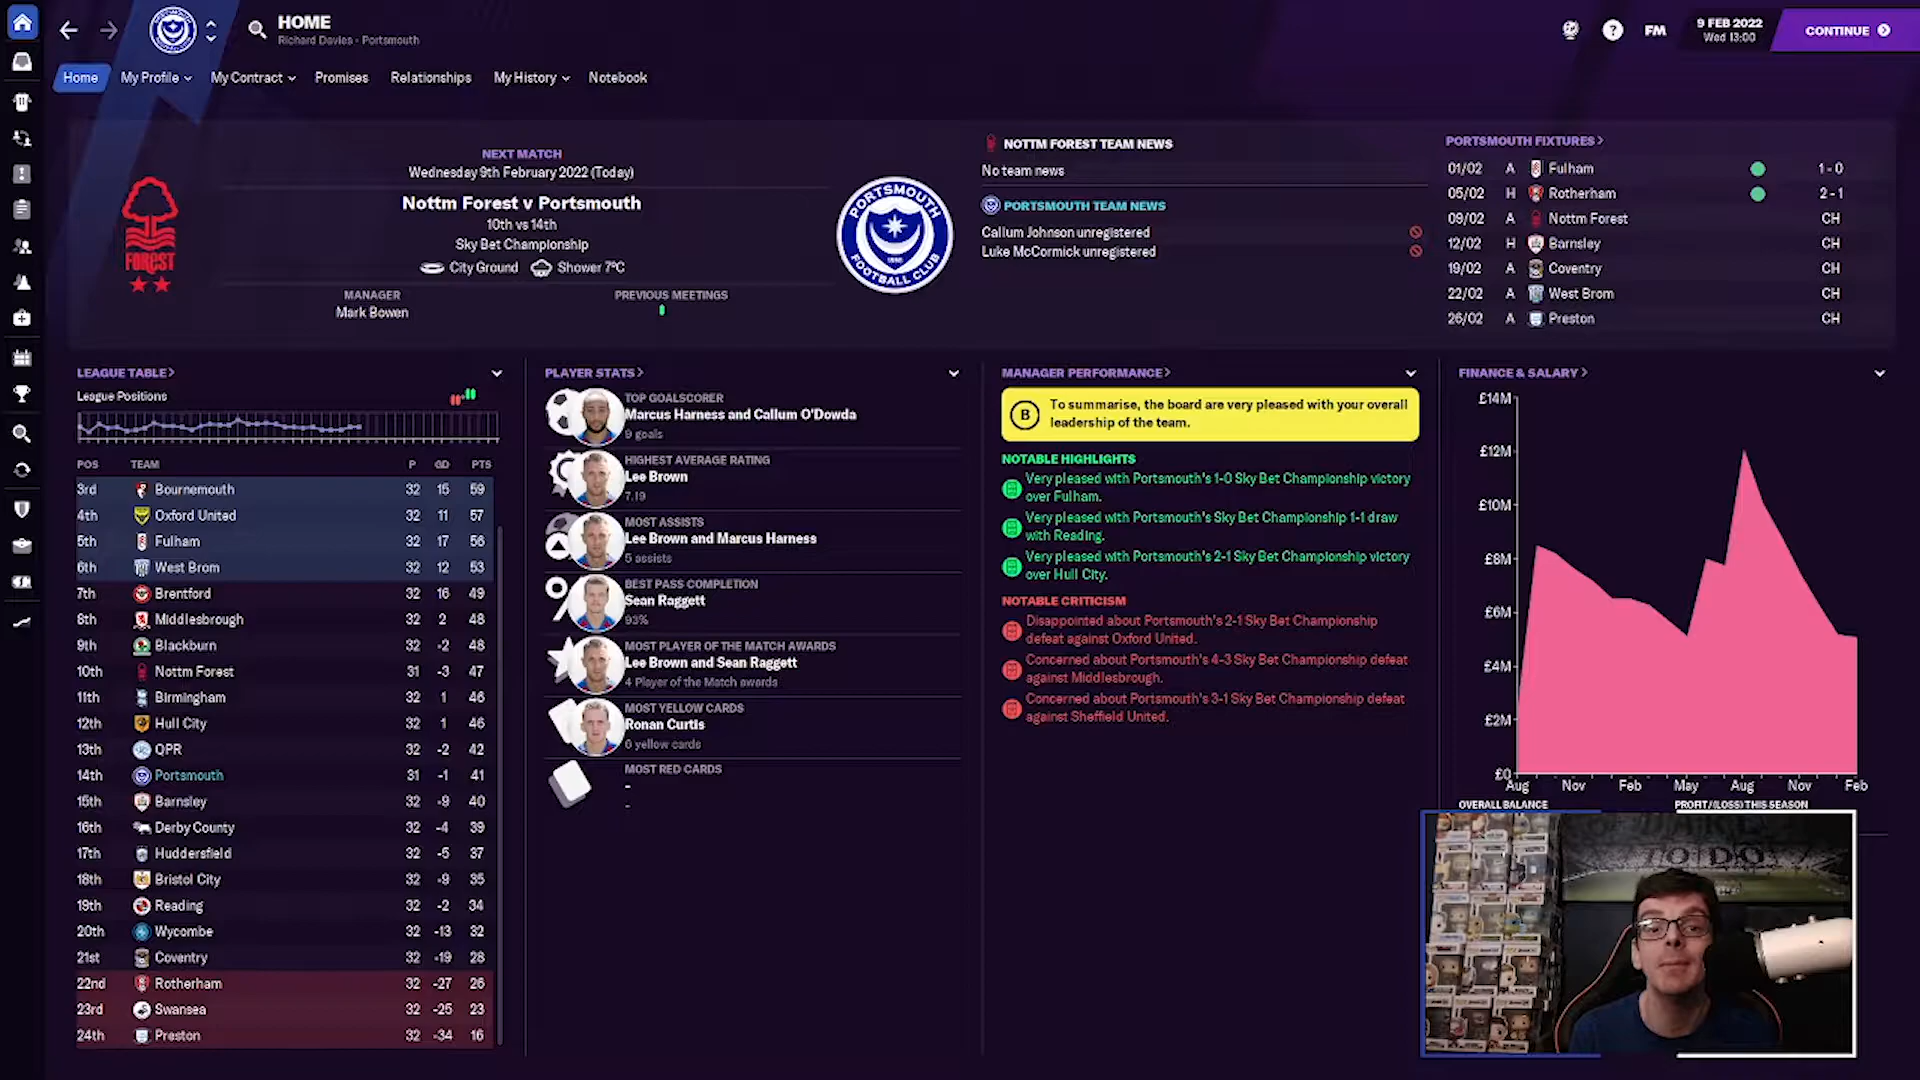 HOME
Richard Davies - Portsmouth
FM
9 FEB 2022
Wed 13:00
CONTINUE
Home
My Profile
My Contract
Promises
Relationships
My History
Notebook
NEXT MATCH
Wednesday 9th February 2022 (Today)
Nottm Forest v Portsmouth
10th vs 14th
Sky Bet Championship
City Ground
Shower 7°C
MANAGER
Mark Bowen
PREVIOUS MEETINGS
FOREST
PORTSMOUTH
FOOTBALL CLUB
NOTTM FOREST TEAM NEWS
No team news
PORTSMOUTH TEAM NEWS
Callum Johnson unregistered
Luke McCormick unregistered
PORTSMOUTH FIXTURES
01/02 A Fulham 1 - 0
05/02 H Rotherham 2 - 1
09/02 A Nottm Forest CH
12/02 H Barnsley CH
19/02 A Coventry CH
22/02 A West Brom CH
26/02 A Preston CH
LEAGUE TABLE
League Positions
POS TEAM P GD PTS
3rd Bournemouth 32 15 59
4th Oxford United 32 11 57
5th Fulham 32 17 56
6th West Brom 32 12 53
7th Brentford 32 16 49
8th Middlesbrough 32 2 48
9th Blackburn 32 -2 48
10th Nottm Forest 31 -3 47
11th Birmingham 32 1 46
12th Hull City 32 1 46
13th QPR 32 -2 42
14th Portsmouth 31 -1 41
15th Barnsley 32 -9 40
16th Derby County 32 -4 39
17th Huddersfield 32 -5 37
18th Bristol City 32 -9 35
19th Reading 32 -2 34
20th Wycombe 32 -13 32
21st Coventry 32 -19 28
22nd Rotherham 32 -27 26
23rd Swansea 32 -25 23
24th Preston 32 -34 16
PLAYER STATS
TOP GOALSCORER
Marcus Harness and Callum O'Dowda
9 goals
HIGHEST AVERAGE RATING
Lee Brown
7.19
MOST ASSISTS
Lee Brown and Marcus Harness
5 assists
BEST PASS COMPLETION
Sean Raggett
93%
MOST PLAYER OF THE MATCH AWARDS
Lee Brown and Sean Raggett
4 Player of the Match awards
MOST YELLOW CARDS
Ronan Curtis
6 yellow cards
MOST RED CARDS
-
-
MANAGER PERFORMANCE
B
To summarise, the board are very pleased with your overall
leadership of the team.
NOTABLE HIGHLIGHTS
Very pleased with Portsmouth's 1-0 Sky Bet Championship victory
over Fulham.
Very pleased with Portsmouth's Sky Bet Championship 1-1 draw
with Reading.
Very pleased with Portsmouth's 2-1 Sky Bet Championship victory
over Hull City.
NOTABLE CRITICISM
Disappointed about Portsmouth's 2-1 Sky Bet Championship
defeat against Oxford United.
Concerned about Portsmouth's 4-3 Sky Bet Championship defeat
against Middlesbrough.
Concerned about Portsmouth's 3-1 Sky Bet Championship defeat
against Sheffield United.
FINANCE & SALARY
£14M
£12M
£10M
£8M
£6M
£4M
£2M
£0
Aug Nov Feb May Aug Nov Feb
OVERALL BALANCE
PROFIT/(LOSS) THIS SEASON
TO DO